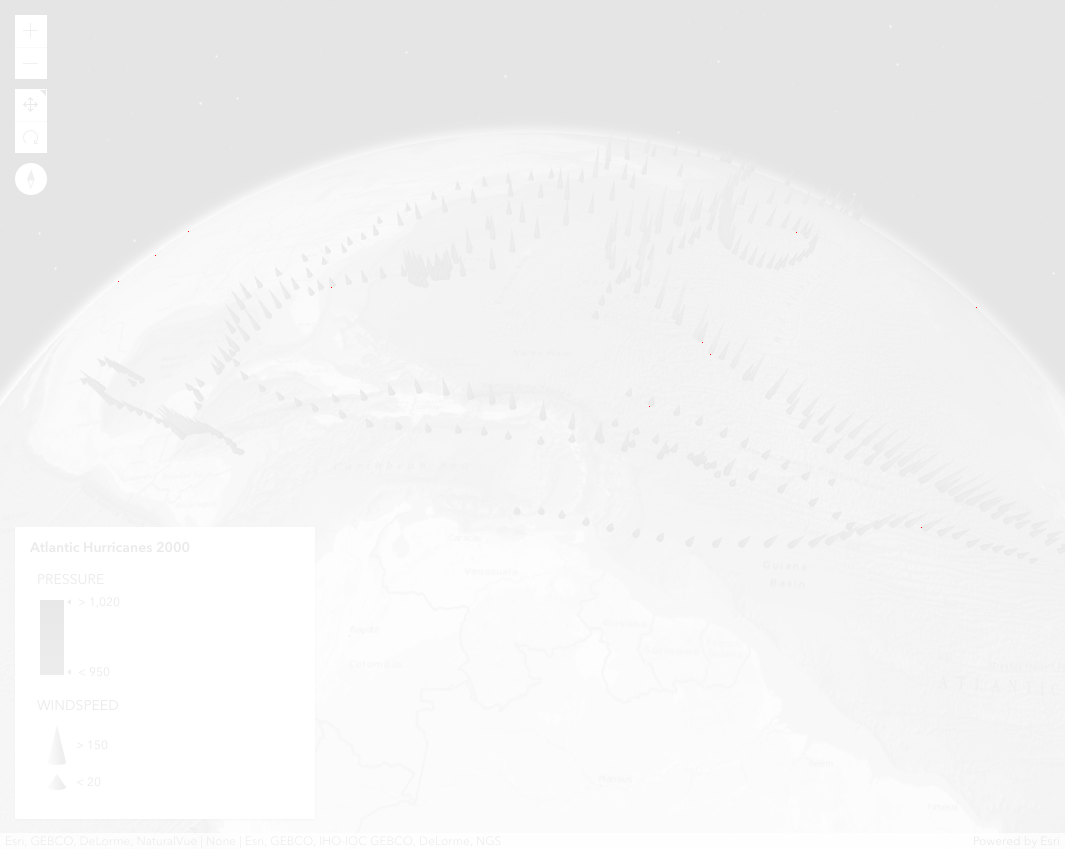 Atlantic Hurricanes 2000
PRESSURE
> 1,020
< 950
WINDSPEED
> 150
< 20
Venezuela
Guiana
Basin
ATLANTIC
Esri, GEBCO, DeLorme, NaturalVue | None | Esri, GEBCO, IHO-IOC GEBCO, DeLorme, NGS
Powered by Esri